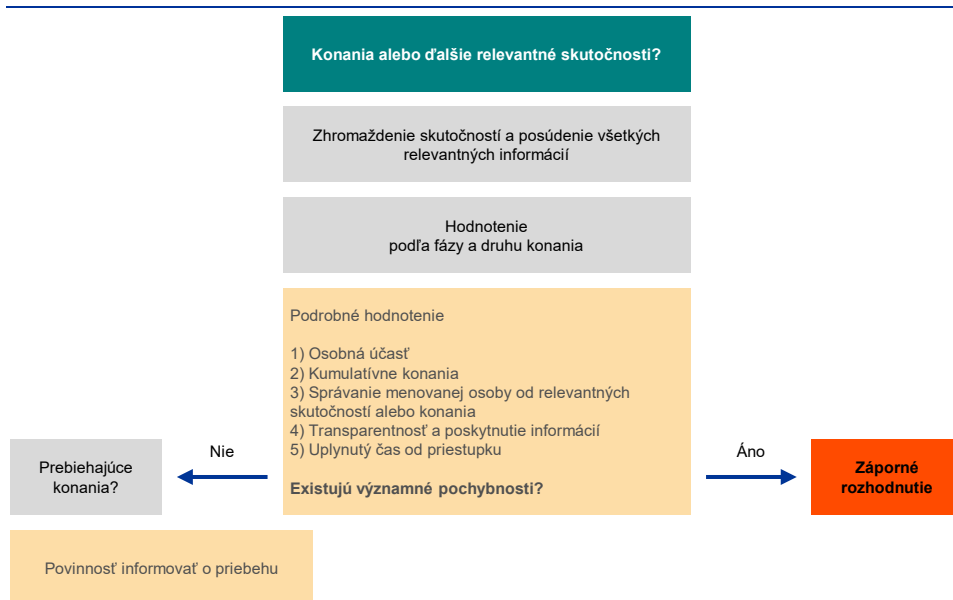 Konania alebo ďalšie relevantné skutočnosti?
Zhromaždenie skutočností a posúdenie všetkých
relevantných informácií
Hodnotenie
podľa fázy a druhu konania
Podrobné hodnotenie
1) Osobná účasť
2) Kumulatívne konania
3) Správanie menovanej osoby od relevantných
skutočností alebo konania
4) Transparentnosť a poskytnutie informácií
5) Uplynutý čas od priestupku
Existujú významné pochybnosti?
Nie
Prebiehajúce
konania?
Áno
Záporné
rozhodnutie
Povinnosť informovať o priebehu